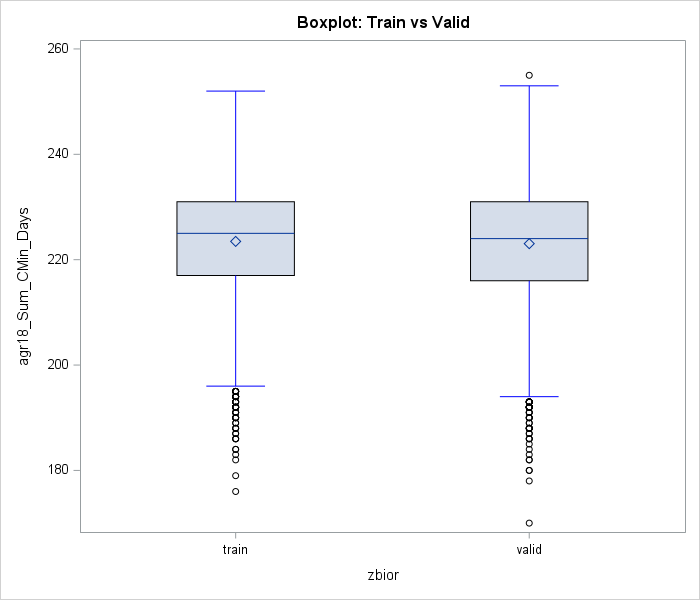 Boxplot: Train vs Valid
260
240
220
200
180
agr18_Sum_CMin_Days
train
valid
zbior